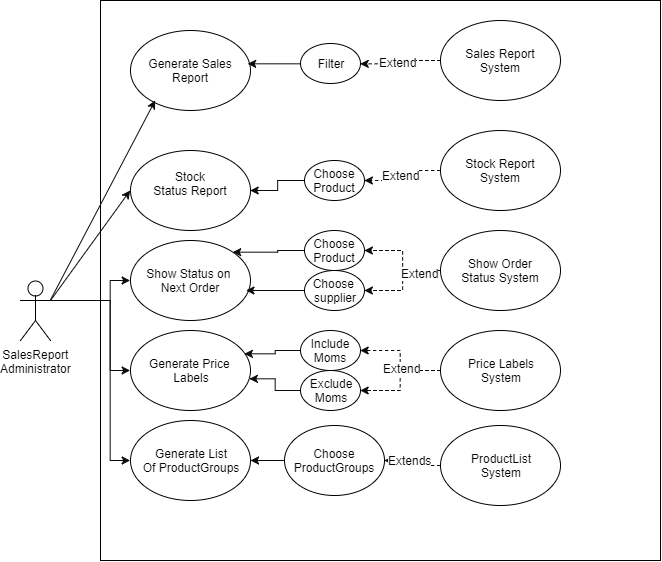 Generate Sales
Report
Filter
Extend
Sales Report
System
Stock
Status Report
Choose
Product
Extend
Stock Report
System
Show Status on
Next Order
Choose
Product
Choose
supplier
Extend
Show Order
Status System
SalesReport
Administrator
Generate Price
Labels
Include
Moms
Exclude
Moms
Extend
Price Labels
System
Generate List
Of ProductGroups
Choose
ProductGroups
Extends
ProductList
System